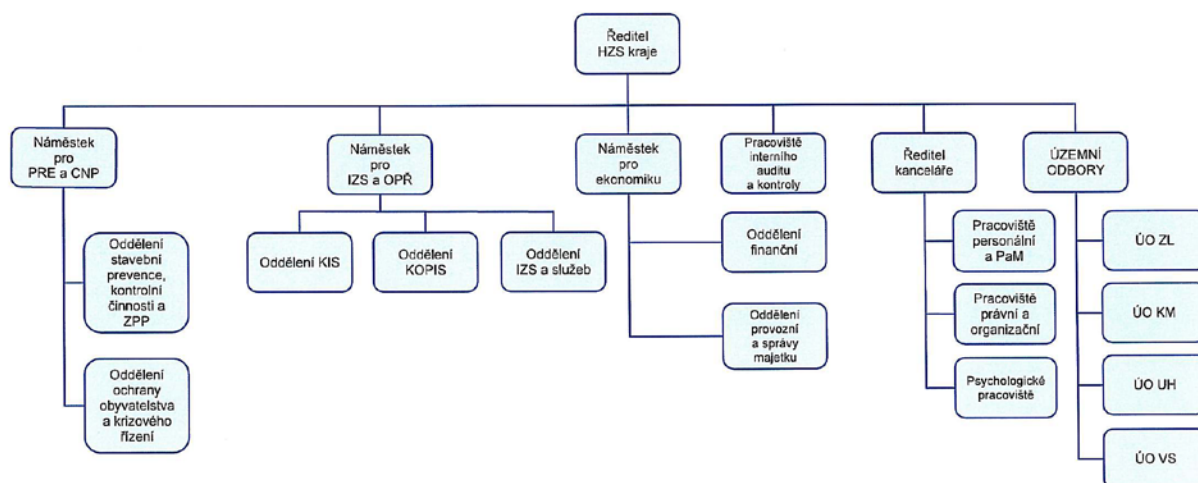 Ředitel
HZS kraje
Náměstek
pro
PRE a CNP
Náměstek
pro
IZS a OPŘ
Náměstek
pro
ekonomiku
Pracoviště
interního
auditu
a kontroly
Ředitel
kanceláře
ÚZEMNÍ
ODBORY
Oddělení
stavební
prevence,
kontrolní
činnosti a
ZPP
Oddělení
ochrany
obyvatelstva
a krizového
řízení
Oddělení KIS
Oddělení
KOPIS
Oddělení
IZS a služeb
Oddělení
finanční
Oddělení
provozní
a správy
majetku
Pracoviště
personální
a PaM
Pracoviště
právní a
organizační
Psychologické
pracoviště
ÚO ZL
ÚO KM
ÚO UH
ÚO VS